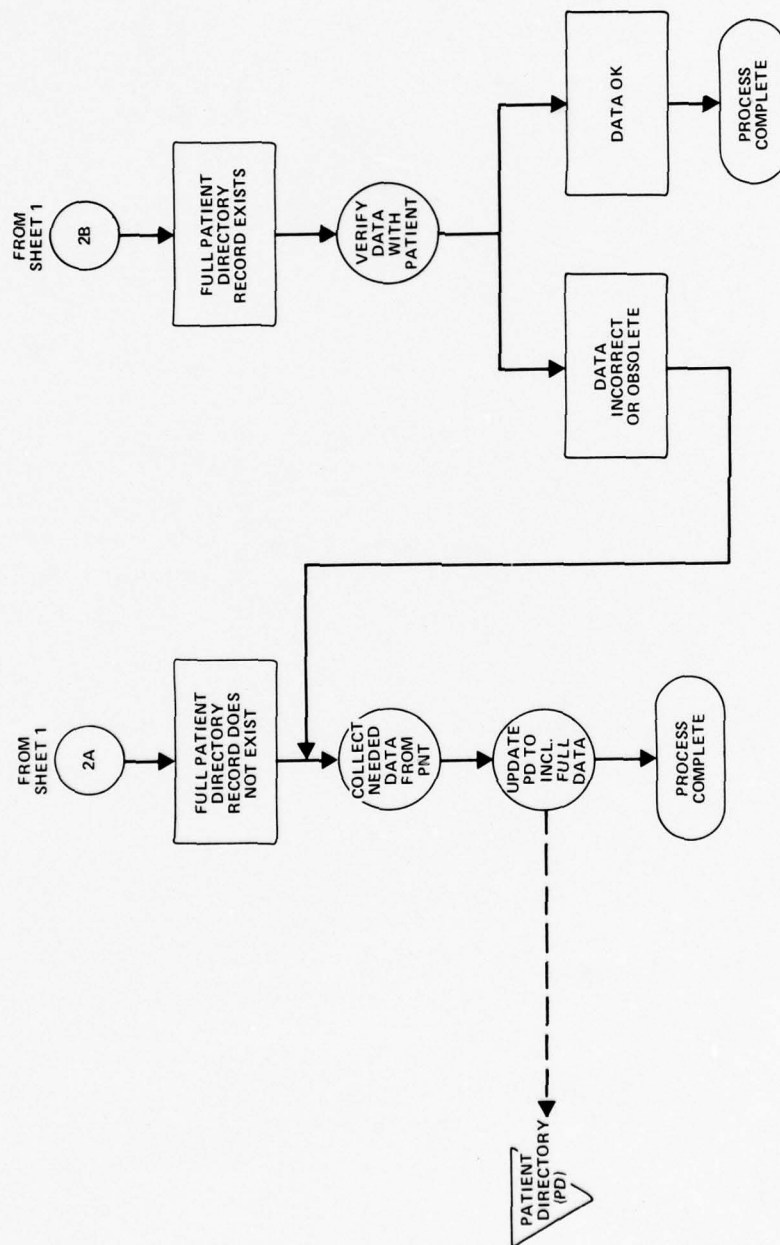 FROM
SHEET 1
2A
FULL PATIENT
DIRECTORY
RECORD DOES
NOT EXIST
COLLECT
NEEDED
DATA
FROM
PNT
UPDATE
PD TO
INCL.
FULL
DATA
PROCESS
COMPLETE
PATIENT
DIRECTORY
(PD)
FROM
SHEET 1
2B
FULL PATIENT
DIRECTORY
RECORD EXISTS
VERIFY
DATA
WITH
PATIENT
DATA
INCORRECT
OR OBSOLETE
DATA OK
PROCESS
COMPLETE